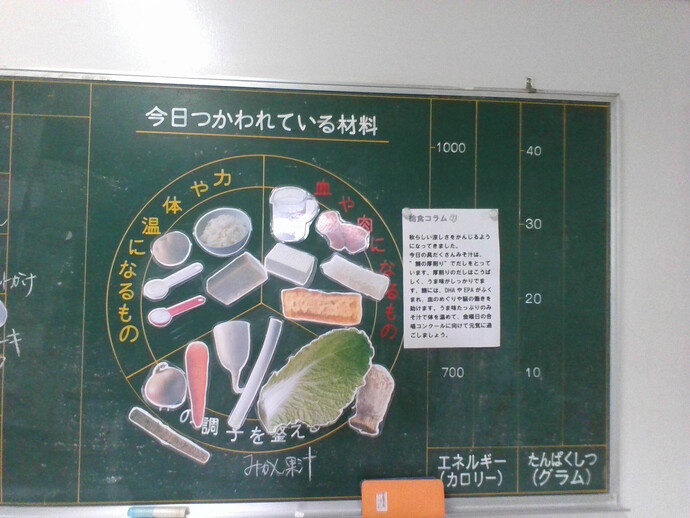 今日つかわれている材料
体や力
温になるもの
血や肉になるもの
の調子を整える
みかん果汁
給食コラム
秋らしい涼しさをかんじるよう
になってきました。
今日の具だくさんみそ汁は、
"鯖の厚削り"でだしをとって
います。厚削りのだしはこうば
しく、うま味がしっかりでま
す。鯖には、DHAやEPAがふく
まれ、血のめぐりや脳の働きを
助けます。うま味たっぷりのみ
そ汁で体を温めて、金曜日の合
唱コンクールに向けて元気に過
ごしましょう。
1000
700
40
30
20
10
エネルギー
(カロリー)
たんぱくしつ
(グラム)